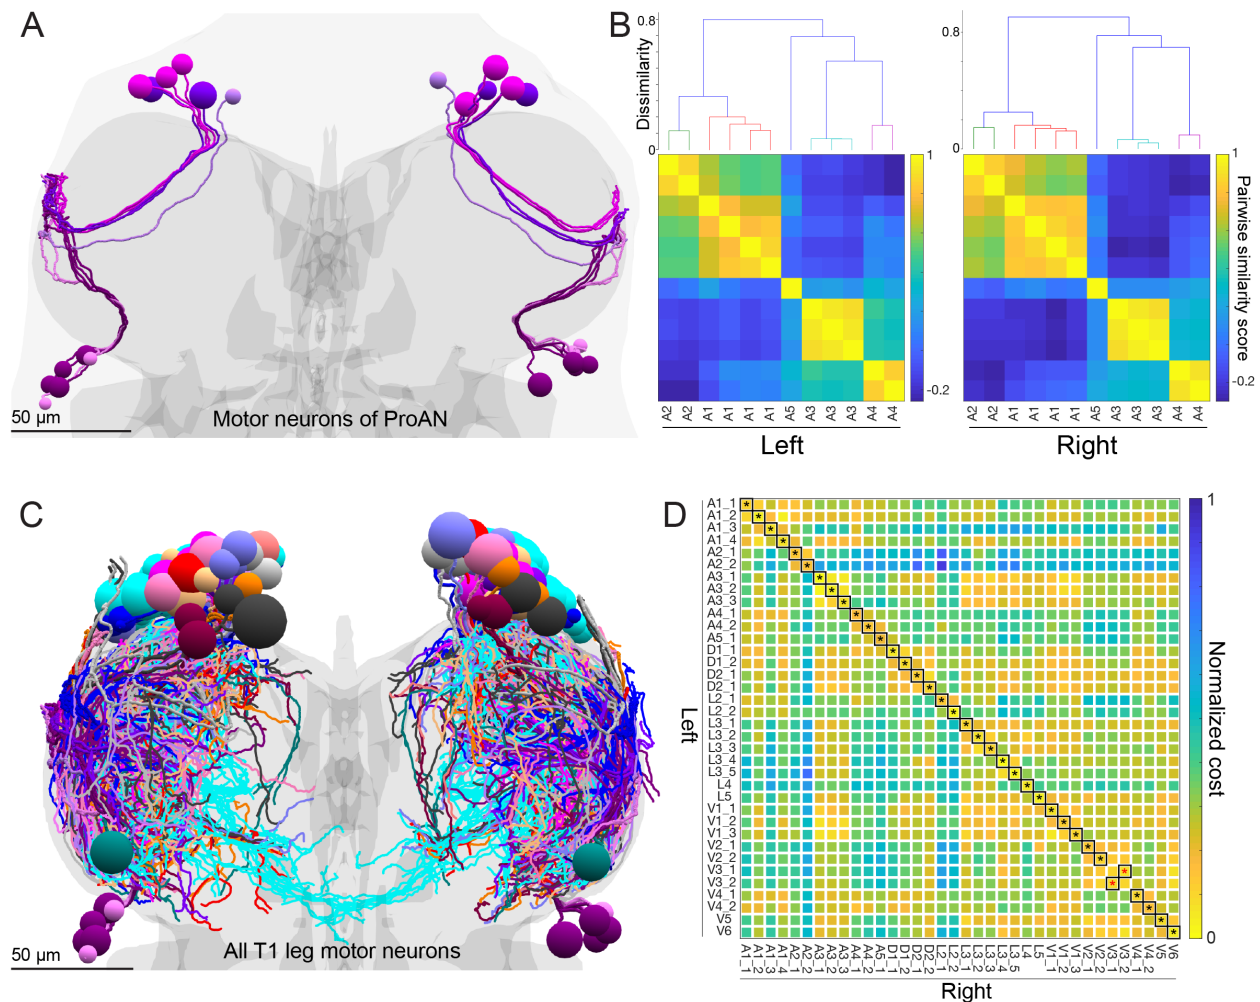 A
50 µm
Motor neurons of ProAN
B
Dissimilarity
0.8
0
A2 A2 A1 A1 A1 A1 A5 A3 A3 A3 A4 A4
Left
1
-0.2
0.8
0
A2 A2 A1 A1 A1 A1 A5 A3 A3 A3 A4 A4
Right
1
-0.2
Pairwise similarity score
C
50 µm
All T1 leg motor neurons
D
Left
A1_1
A1_2
A1_3
A1_4
A2_1
A2_2
A3_1
A3_2
A3_3
A4_1
A4_2
A5_1
D1_1
D1_2
D2_1
D2_1
L2_1
L2_2
L3_1
L3_2
L3_3
L3_4
L3_5
L4
L5
V1_1
V1_2
V1_3
V2_1
V2_2
V3_1
V3_2
V4_1
V4_2
V5
V6
A1_1 A1_2 A1_3 A1_4 A2_1 A2_2 A3_1 A3_2 A3_3 A4_1 A4_2 A5_1 D1_1 D1_2 D2_1 D2_2 L2_1 L2_2 L3_1 L3_2 L3_3 L3_4 L3_5 L4 L5 V1_1 V1_2 V1_3 V2_1 V2_2 V3_1 V3_2 V4_1 V4_2 V5 V6
Right
1
0
Normalized cost